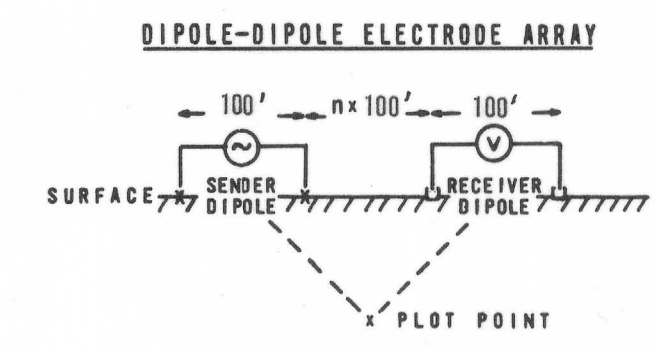 DIPOLE-DIPOLE ELECTRODE ARRAY
100' n x 100' 100'
~ V
SURFACE SENDER DIPOLE RECEIVER DIPOLE
x PLOT POINT